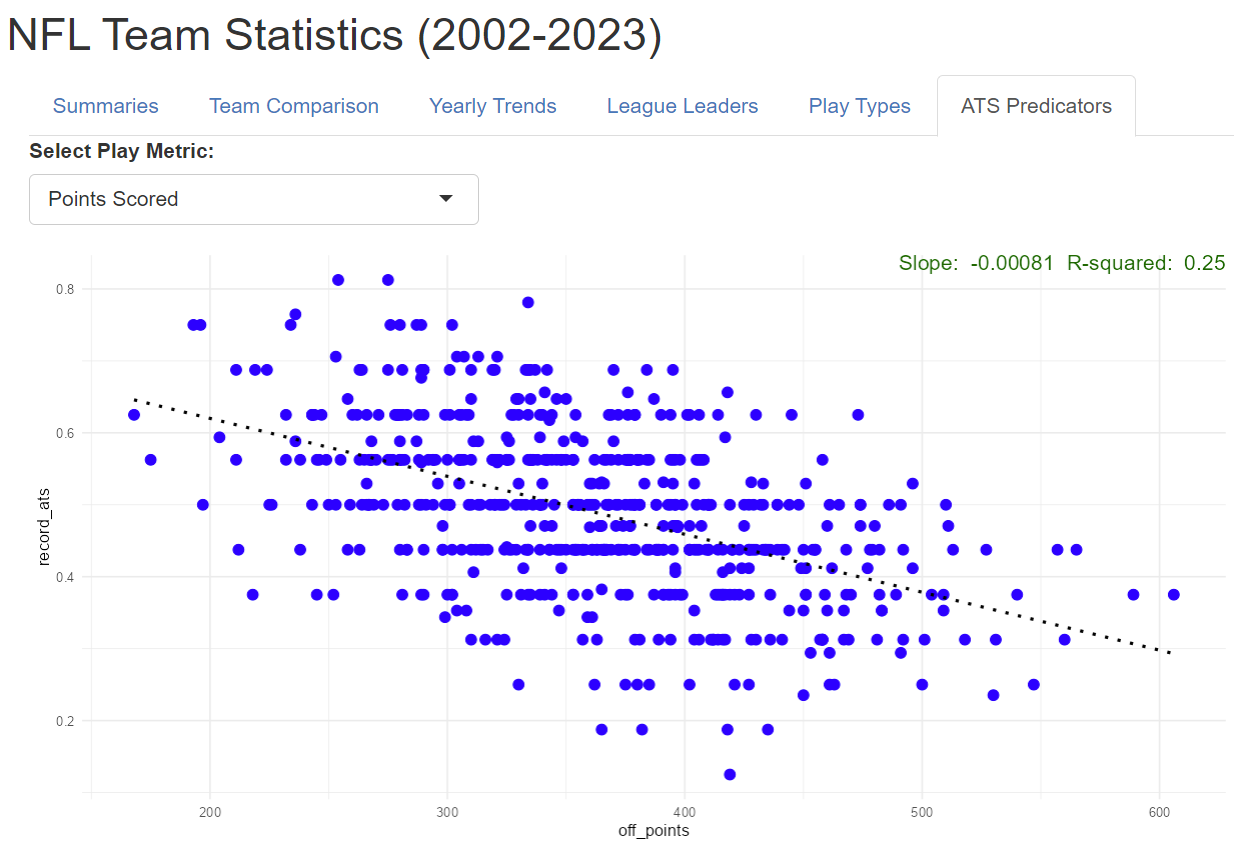 NFL Team Statistics (2002-2023)
Summaries Team Comparison Yearly Trends League Leaders Play Types ATS Predicators
Select Play Metric:
Points Scored
Slope: -0.00081 R-squared: 0.25
0.8
0.6
record_ats
0.4
0.2
200 300 400 500 600
off_points